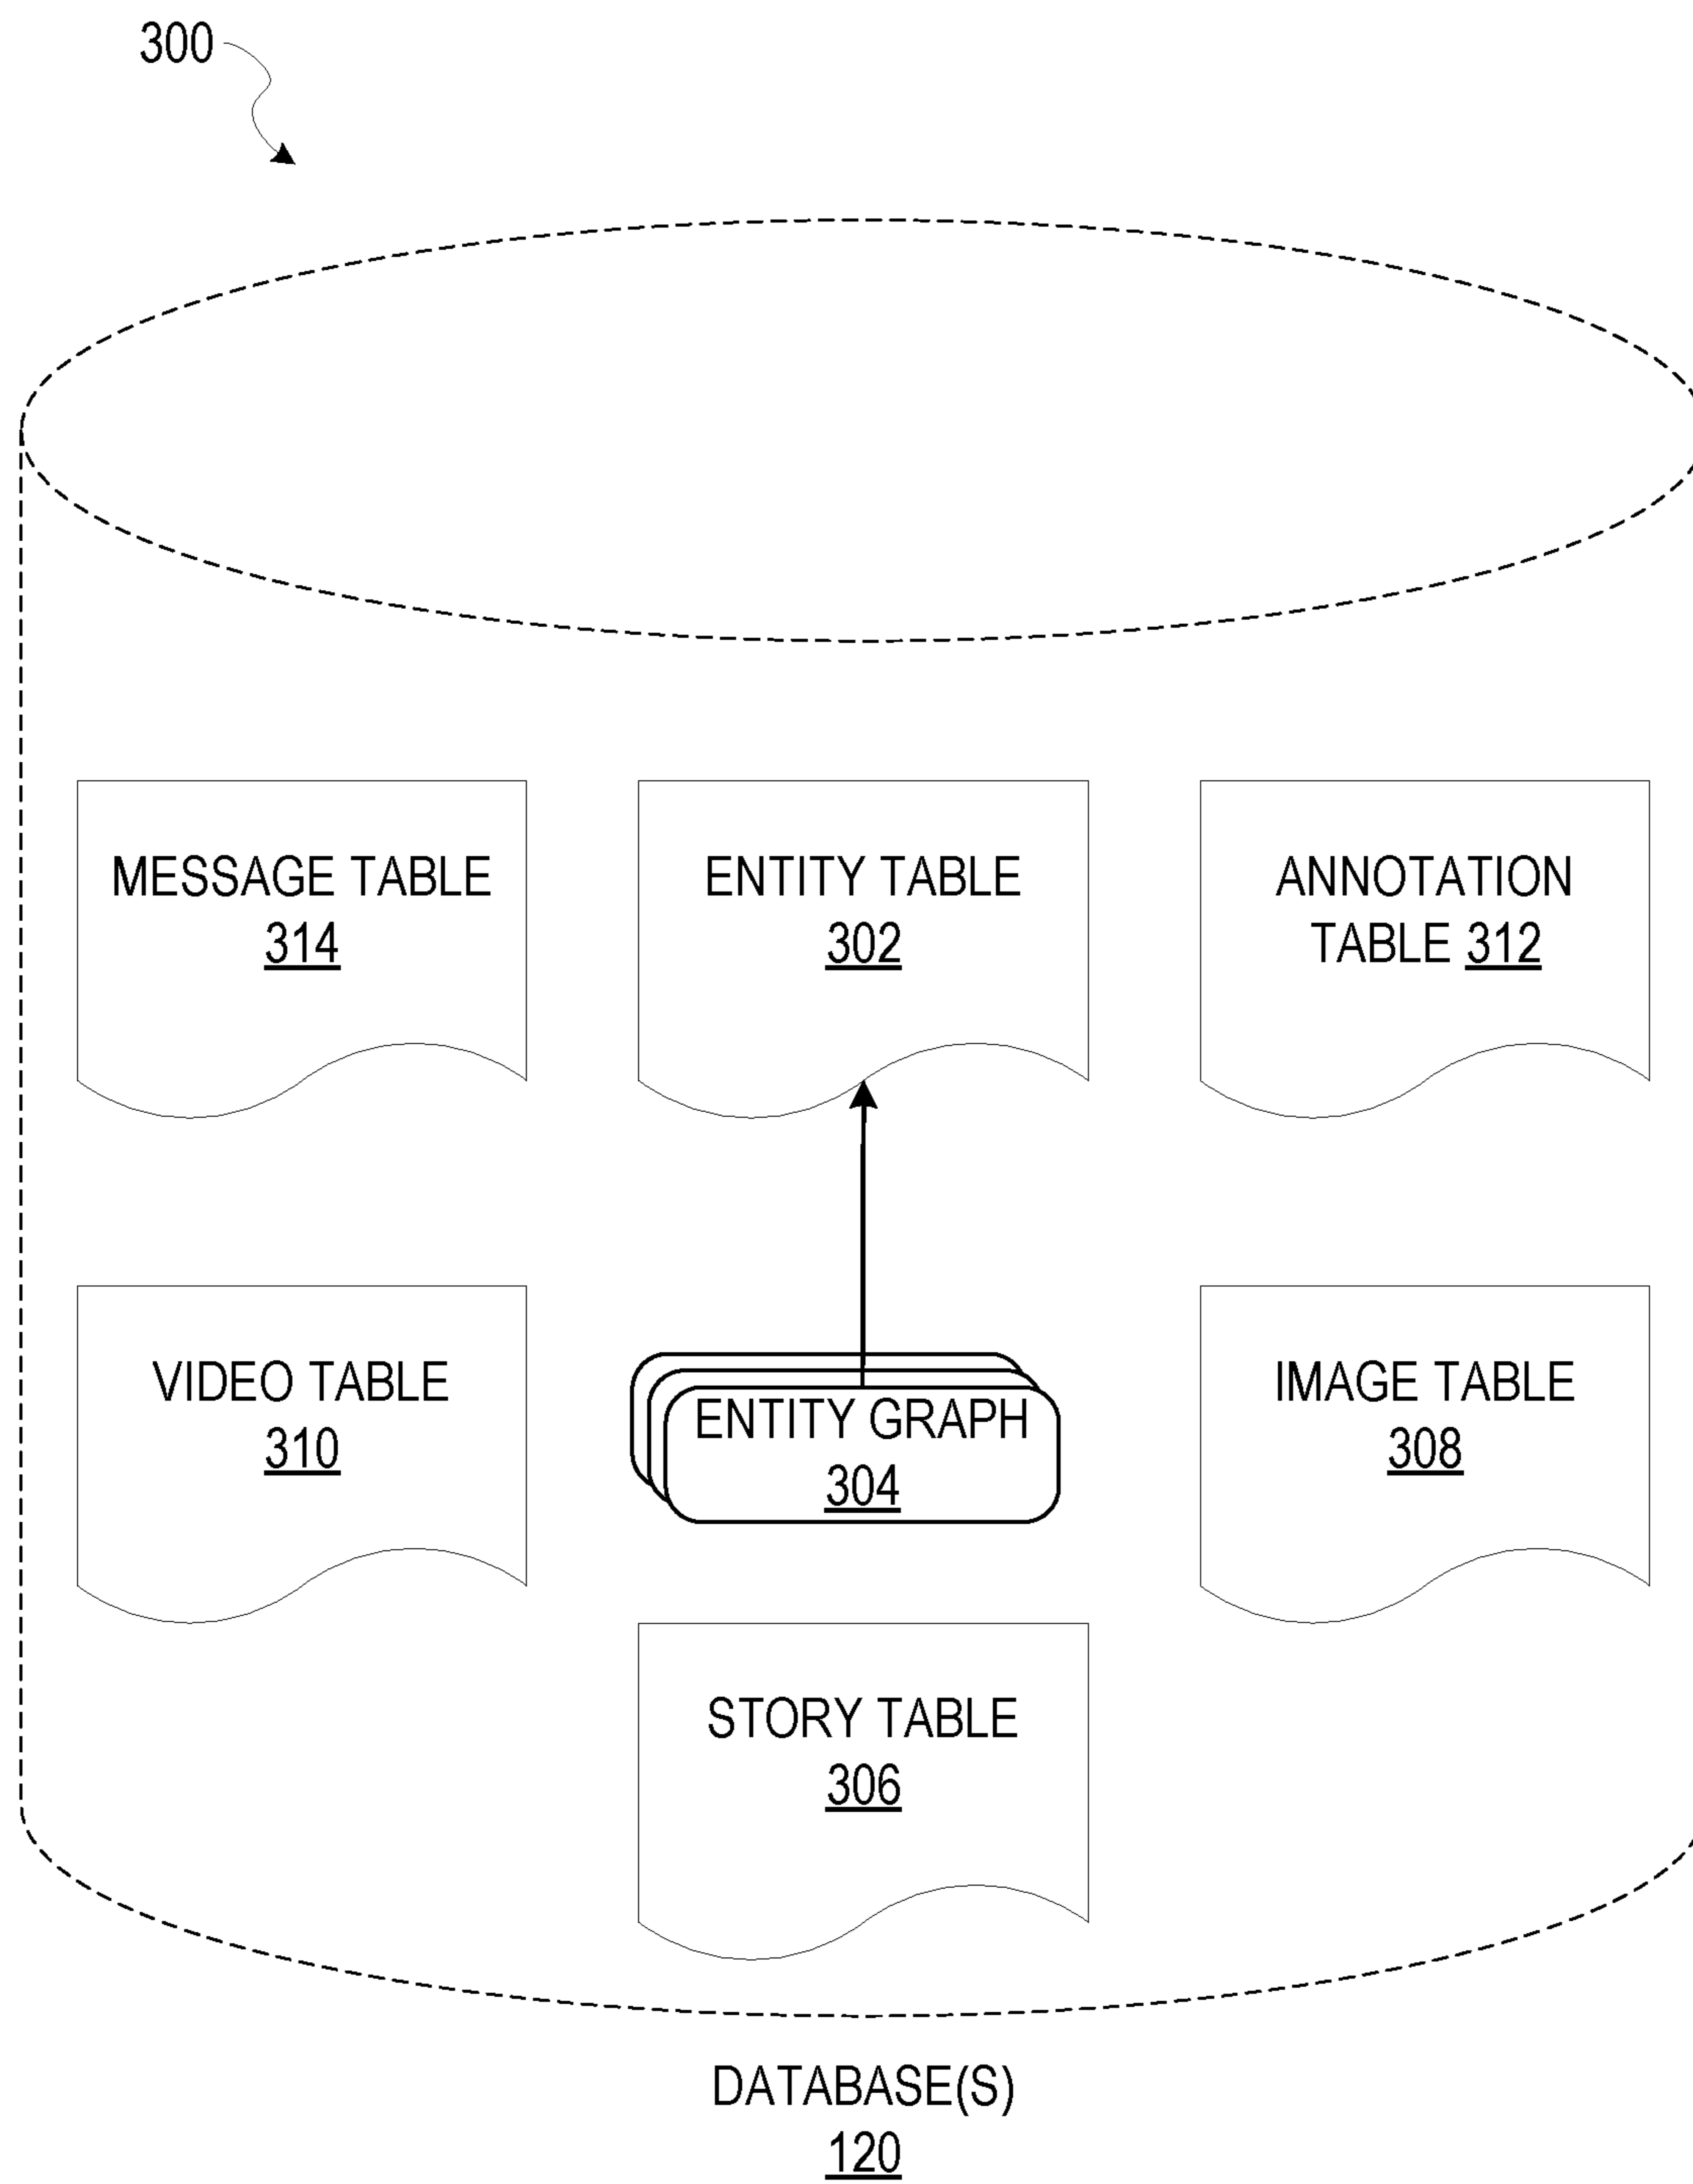 300
MESSAGE TABLE
314
ENTITY TABLE
302
ANNOTATION
TABLE 312
VIDEO TABLE
310
ENTITY GRAPH
304
IMAGE TABLE
308
STORY TABLE
306
DATABASE(S)
120